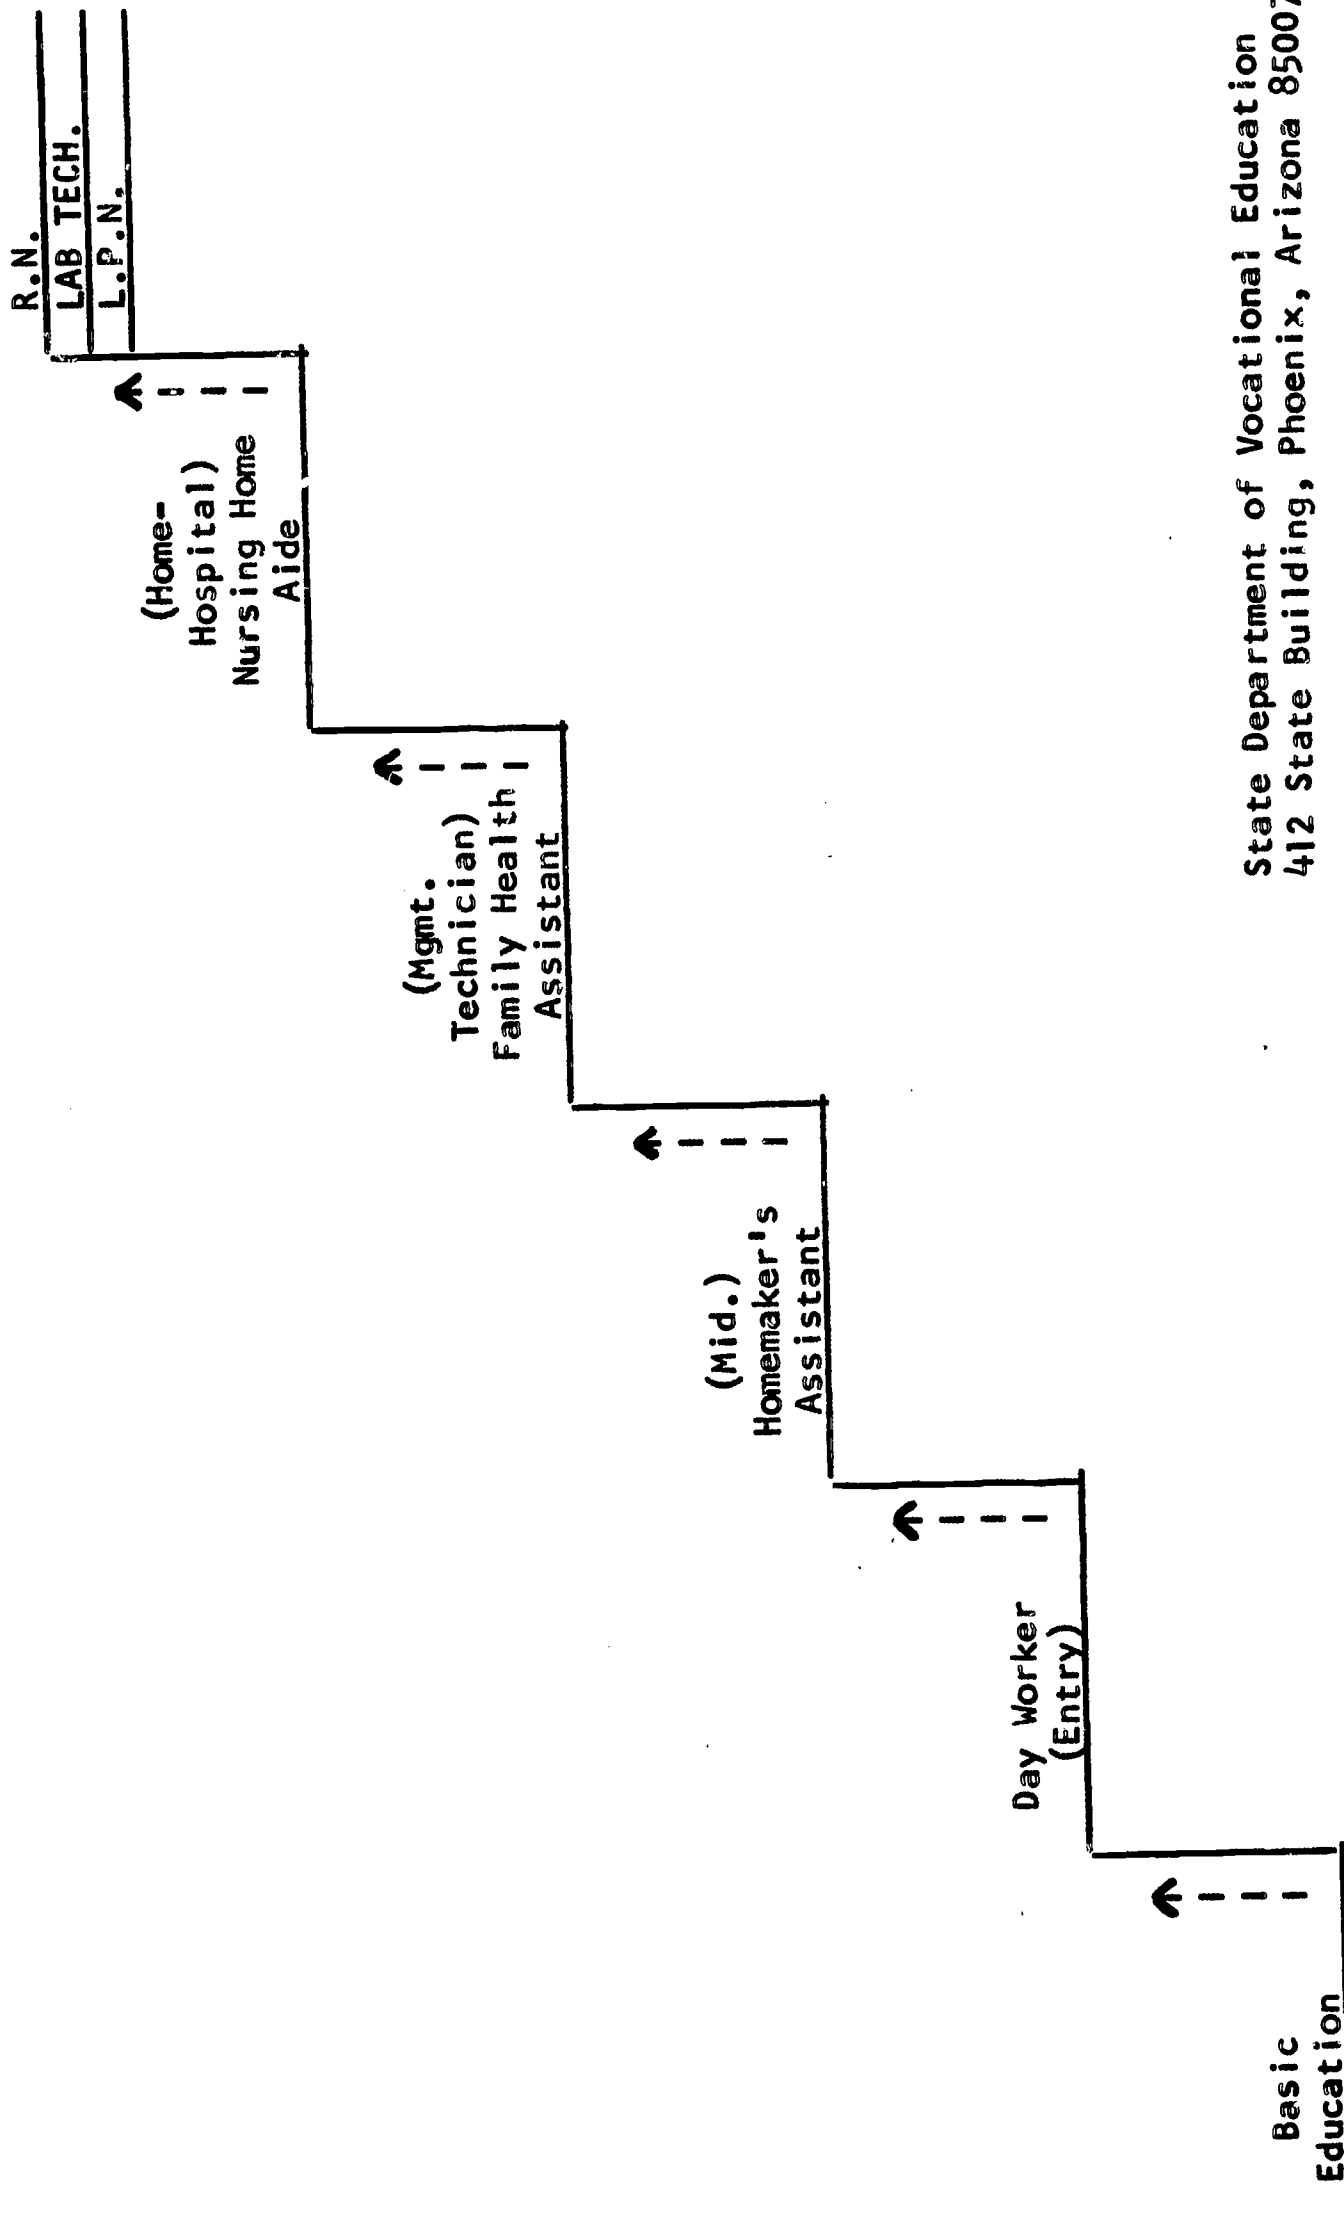 R.N.
LAB TECH.
L.P.N.
(Home-
Hospital)
Nursing Home
Aide
(Mgmt.
Technician)
Family Health
Assistant
(Mid.)
Homemaker's
Assistant
Day Worker
(Entry)
Basic
Education
State Department of Vocational Education
412 State Building, Phoenix, Arizona 85007